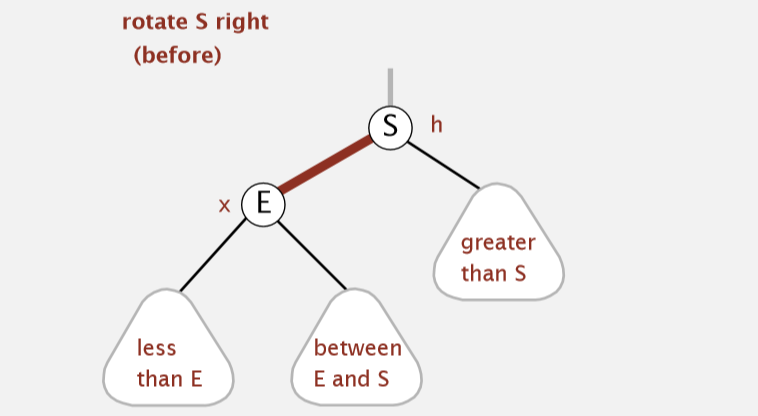 rotate S right
(before)
S
h
x
E
greater
than S
less
than E
between
E and S